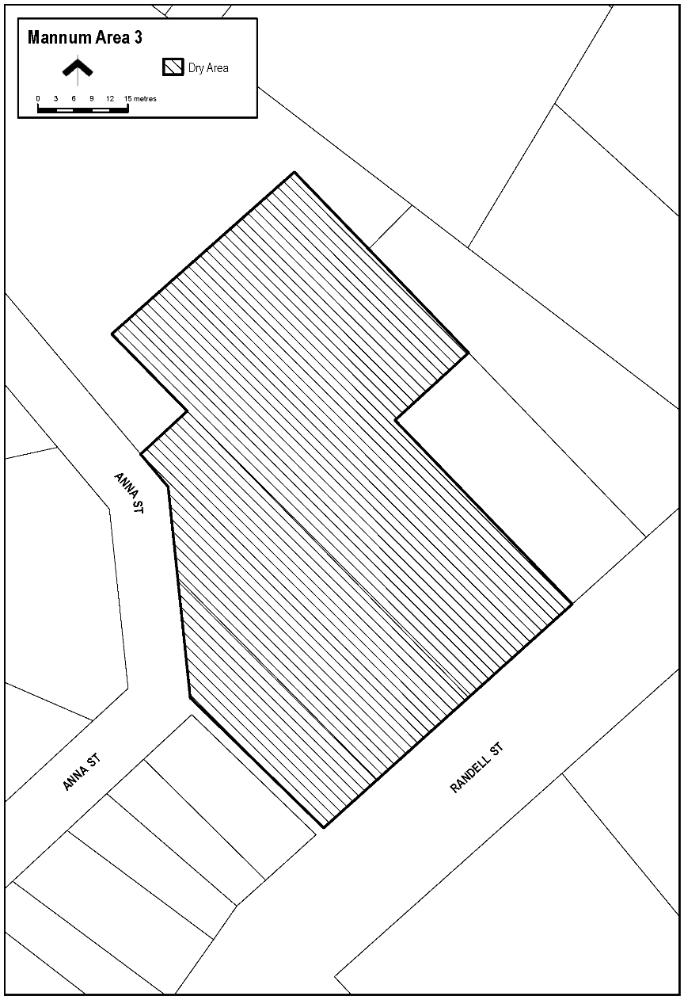 Mannum Area 3
Dry Area
0 3 6 9 12 15 metres
ANNA ST
ANNA ST
RANDELL ST